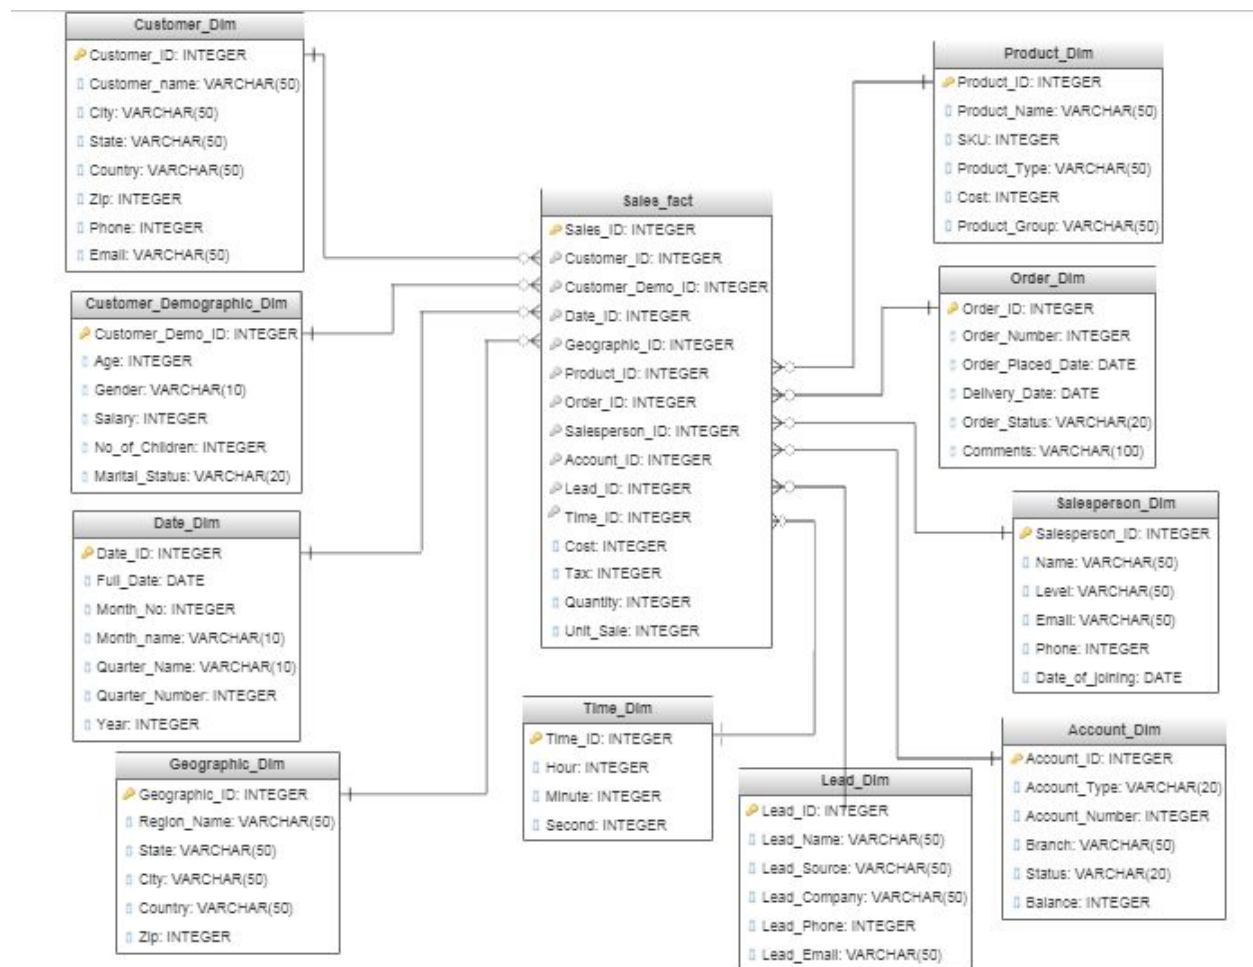 Customer_Dim
Customer_ID: INTEGER
Customer_name: VARCHAR(50)
City: VARCHAR(50)
State: VARCHAR(50)
Country: VARCHAR(50)
Zip: INTEGER
Phone: INTEGER
Email: VARCHAR(50)
Customer_Demographic_Dim
Customer_Demo_ID: INTEGER
Age: INTEGER
Gender: VARCHAR(10)
Salary: INTEGER
No_of_Children: INTEGER
Marital_Status: VARCHAR(20)
Date_Dim
Date_ID: INTEGER
Full_Date: DATE
Month_No: INTEGER
Month_name: VARCHAR(10)
Quarter_Name: VARCHAR(10)
Quarter_Number: INTEGER
Year: INTEGER
Geographic_Dim
Geographic_ID: INTEGER
Region_Name: VARCHAR(50)
State: VARCHAR(50)
City: VARCHAR(50)
Country: VARCHAR(50)
Zip: INTEGER
Sales_fact
Sales_ID: INTEGER
Customer_ID: INTEGER
Customer_Demo_ID: INTEGER
Date_ID: INTEGER
Geographic_ID: INTEGER
Product_ID: INTEGER
Order_ID: INTEGER
Salesperson_ID: INTEGER
Account_ID: INTEGER
Lead_ID: INTEGER
Time_ID: INTEGER
Cost: INTEGER
Tax: INTEGER
Quantity: INTEGER
Unit_Sale: INTEGER
Time_Dim
Time_ID: INTEGER
Hour: INTEGER
Minute: INTEGER
Second: INTEGER
Lead_Dim
Lead_ID: INTEGER
Lead_Name: VARCHAR(50)
Lead_Source: VARCHAR(50)
Lead_Company: VARCHAR(50)
Lead_Phone: INTEGER
Lead_Email: VARCHAR(50)
Product_Dim
Product_ID: INTEGER
Product_Name: VARCHAR(50)
SKU: INTEGER
Product_Type: VARCHAR(50)
Cost: INTEGER
Product_Group: VARCHAR(50)
Order_Dim
Order_ID: INTEGER
Order_Number: INTEGER
Order_Placed_Date: DATE
Delivery_Date: DATE
Order_Status: VARCHAR(20)
Comments: VARCHAR(100)
Salesperson_Dim
Salesperson_ID: INTEGER
Name: VARCHAR(50)
Level: VARCHAR(50)
Email: VARCHAR(50)
Phone: INTEGER
Date_of_joining: DATE
Account_Dim
Account_ID: INTEGER
Account_Type: VARCHAR(20)
Account_Number: INTEGER
Branch: VARCHAR(50)
Status: VARCHAR(20)
Balance: INTEGER